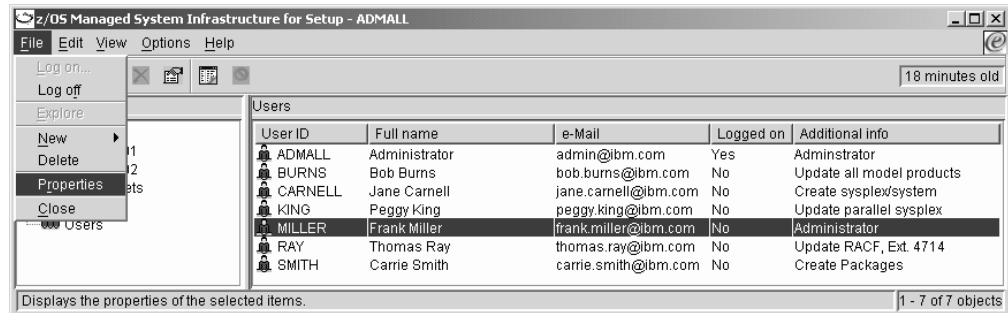 z/OS Managed System Infrastructure for Setup - ADMALL
File Edit View Options Help
Log on...
Log off
Explore
New
Delete
Properties
Close
18 minutes old
Users
Users
User ID Full name e-Mail Logged on Additional info
ADMALL Administrator admin@ibm.com Yes Adminstrator
BURNS Bob Burns bob.burns@ibm.com No Update all model products
CARNELL Jane Carnell jane.carnell@ibm.com No Create sysplex/system
KING Peggy King peggy.king@ibm.com No Update parallel sysplex
MILLER Frank Miller frank.miller@ibm.com No Administrator
RAY Thomas Ray thomas.ray@ibm.com No Update RACF, Ext. 4714
SMITH Carrie Smith carrie.smith@ibm.com No Create Packages
Displays the properties of the selected items.
1 - 7 of 7 objects